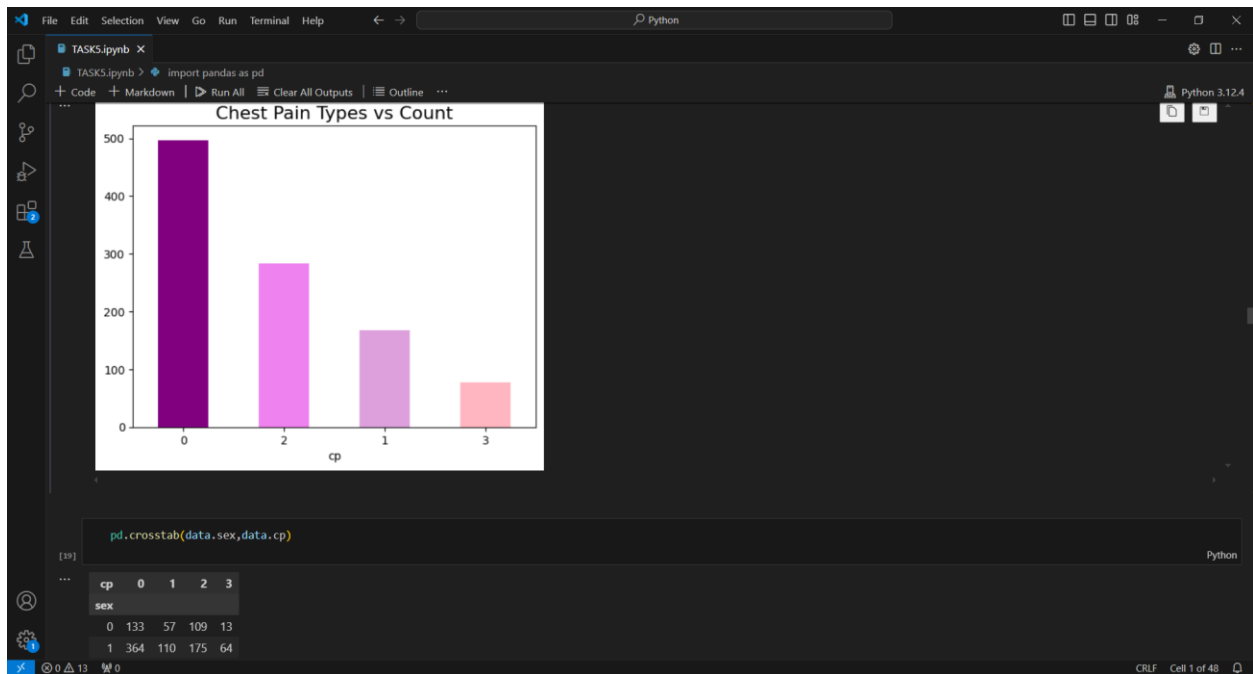 File Edit Selection View Go Run Terminal Help
Python
TASK5.ipynb
TASK5.ipynb > import pandas as pd
+ Code + Markdown | Run All Clear All Outputs | Outline ...
Python 3.12.4
Chest Pain Types vs Count
500
400
300
200
100
0
0 2 1 3
cp
2
pd.crosstab(data.sex,data.cp)
[19]
Python
cp 0 1 2 3
sex
0 133 57 109 13
1 364 110 175 64
1
0 13 0
CRLF Cell 1 of 48